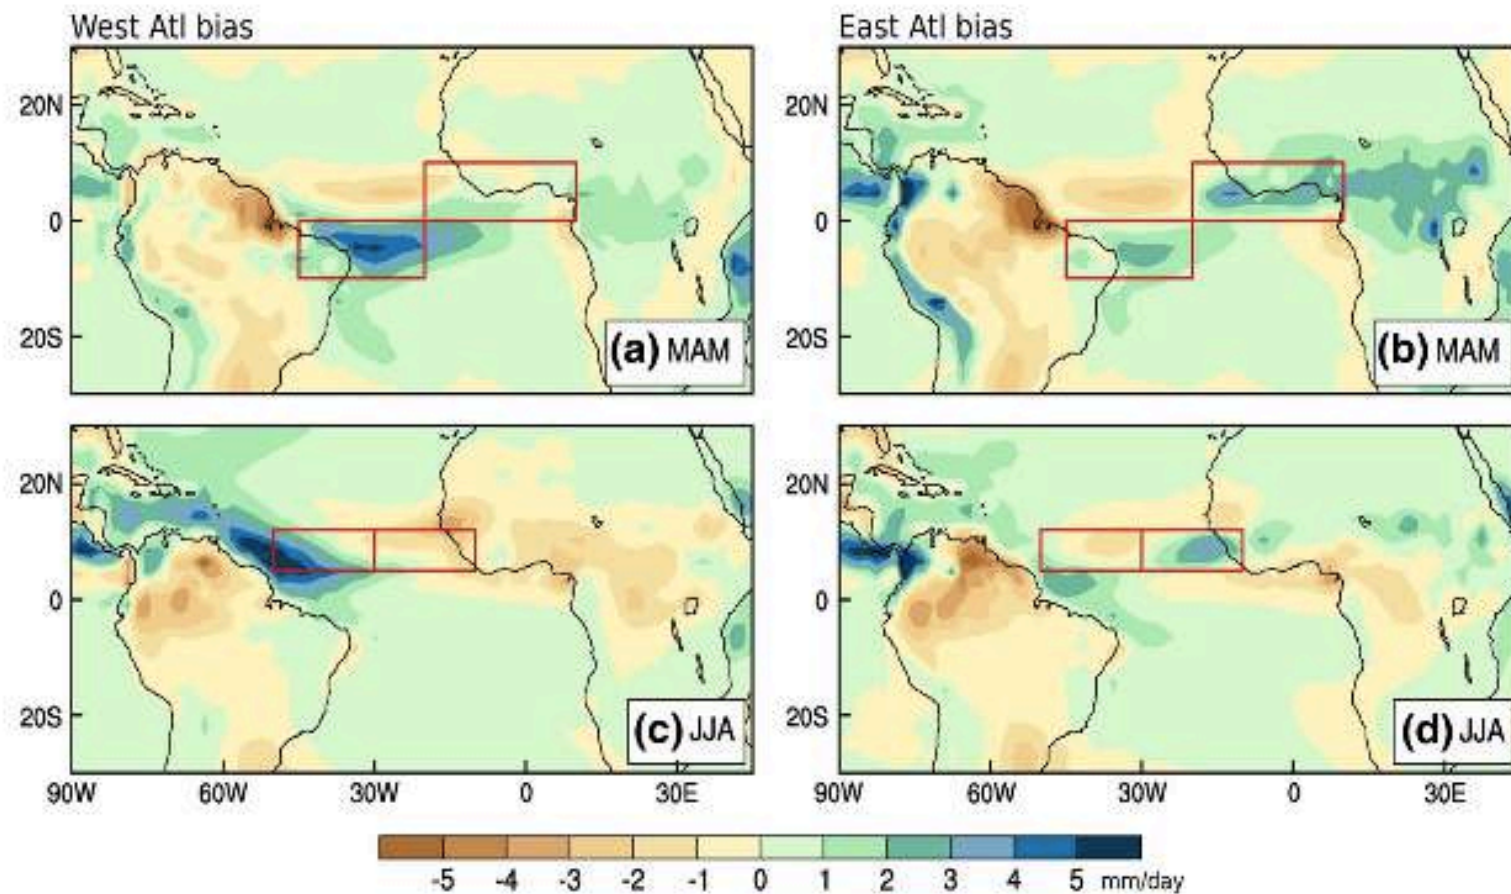 West Atl bias
East Atl bias
20N
0
20S
(a) MAM
20N
0
20S
(b) MAM
20N
0
20S
(c) JJA
90W 60W 30W 0 30E
20N
0
20S
(d) JJA
90W 60W 30W 0 30E
-5 -4 -3 -2 -1 0 1 2 3 4 5 mm/day